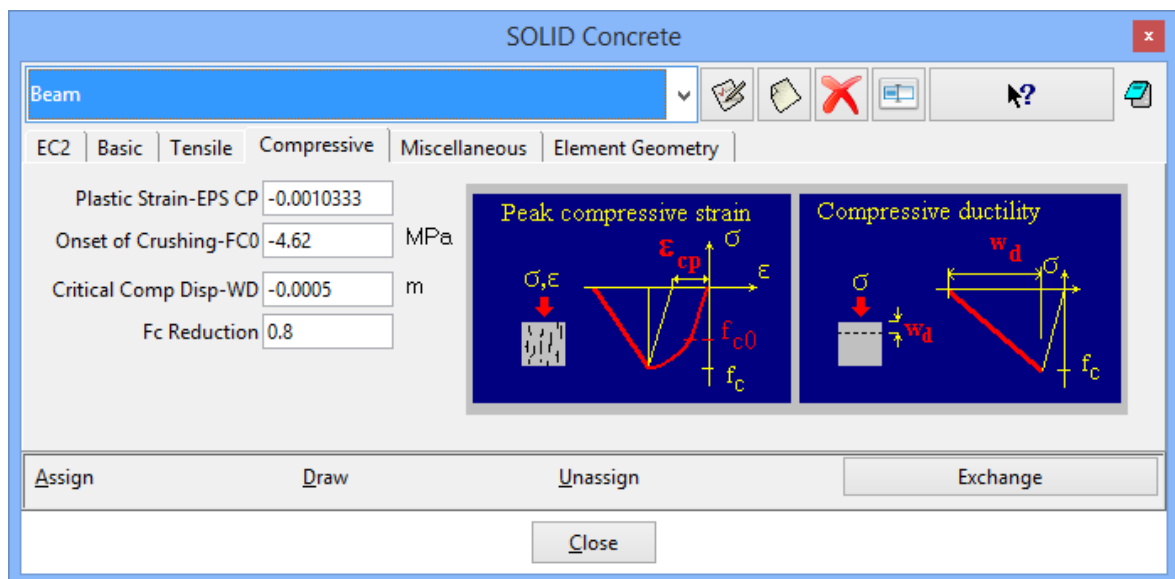 SOLID Concrete
x
Beam
?
EC2 Basic Tensile Compressive Miscellaneous Element Geometry
Plastic Strain-EPS CP -0.0010333
Onset of Crushing-FC0 -4.62 MPa
Critical Comp Disp-WD -0.0005 m
Fc Reduction 0.8
Peak compressive strain
εcp
σ
ε
σ,ε
fc0
fc
Compressive ductility
wd
σ
σ
wd
fc
Assign Draw Unassign Exchange
Close